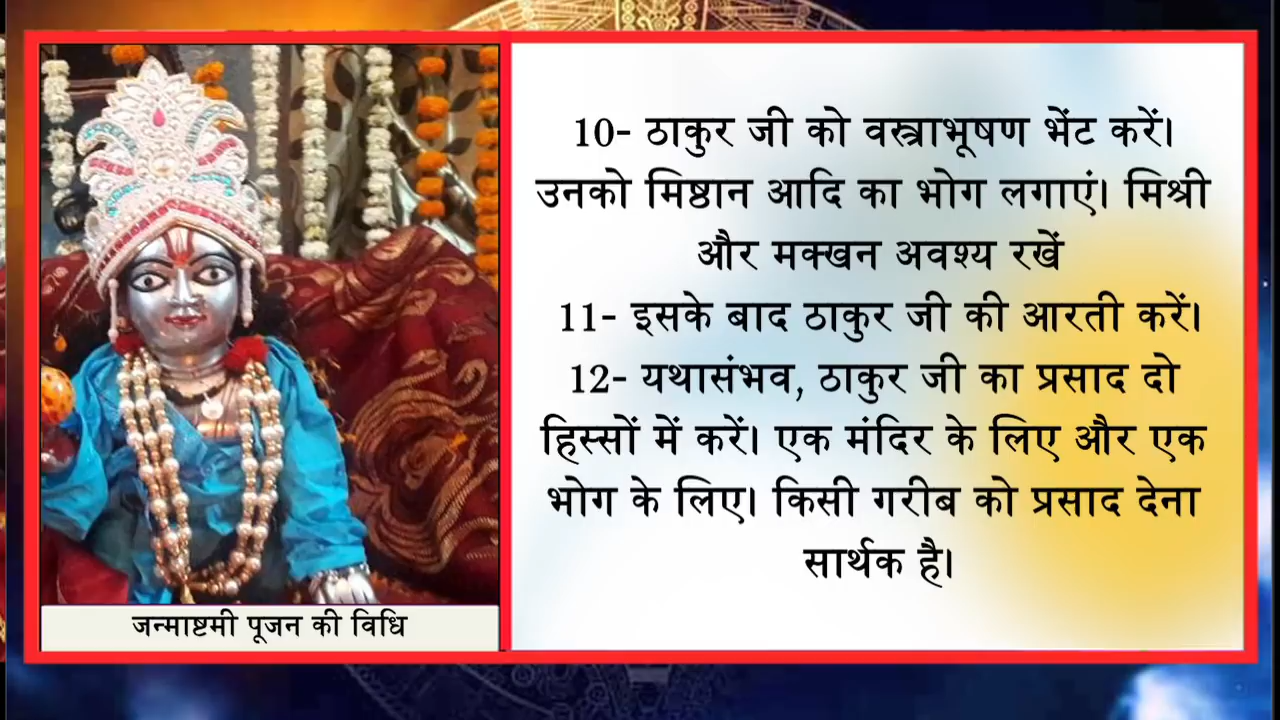 10- ठाकुर जी को वस्त्राभूषण भेंट करें।
उनको मिष्ठान आदि का भोग लगाएं। मिश्री
और मक्खन अवश्य रखें
11- इसके बाद ठाकुर जी की आरती करें।
12- यथासंभव, ठाकुर जी का प्रसाद दो
हिस्सों में करें। एक मंदिर के लिए और एक
भोग के लिए। किसी गरीब को प्रसाद देना
सार्थक है।
जन्माष्टमी पूजन की विधि